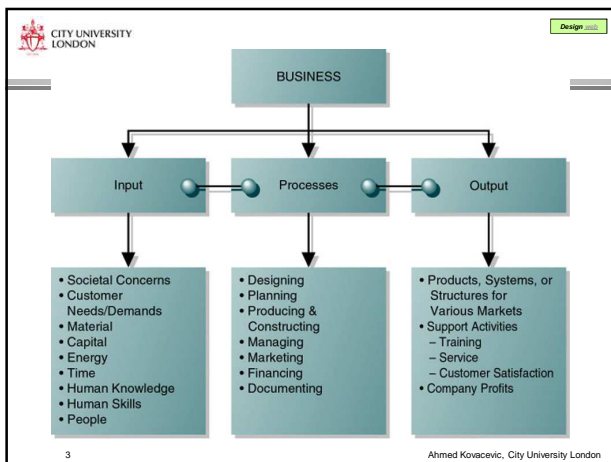 CITY UNIVERSITY
LONDON
Design web
BUSINESS
Input
Processes
Output
• Societal Concerns
• Customer
Needs/Demands
• Material
• Capital
• Energy
• Time
• Human Knowledge
• Human Skills
• People
• Designing
• Planning
• Producing &
Constructing
• Managing
• Marketing
• Financing
• Documenting
• Products, Systems, or
Structures for
Various Markets
• Support Activities
– Training
– Service
– Customer Satisfaction
• Company Profits
3
Ahmed Kovacevic, City University London